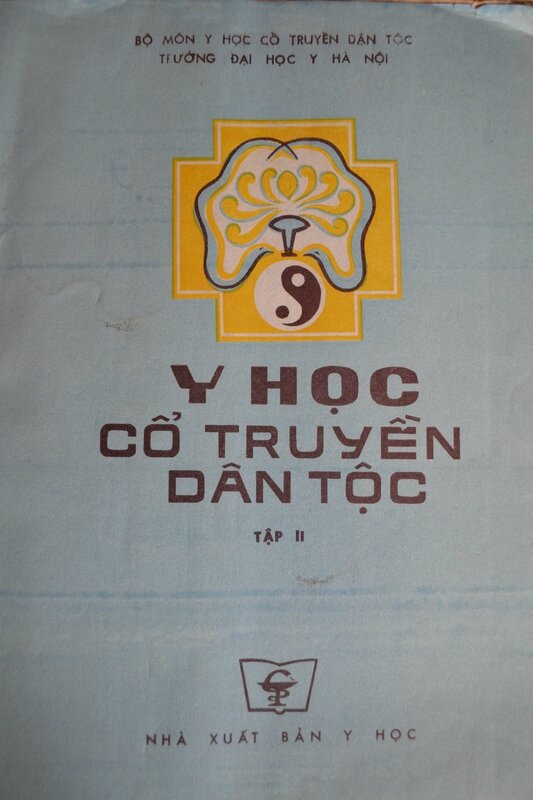 BỘ MÔN Y HỌC CỔ TRUYỀN DÂN TỘC
TRƯỜNG ĐẠI HỌC Y HÀ NỘI
Y HỌC
CỔ TRUYỀN
DÂN TỘC
TẬP II
NHÀ XUẤT BẢN Y HỌC